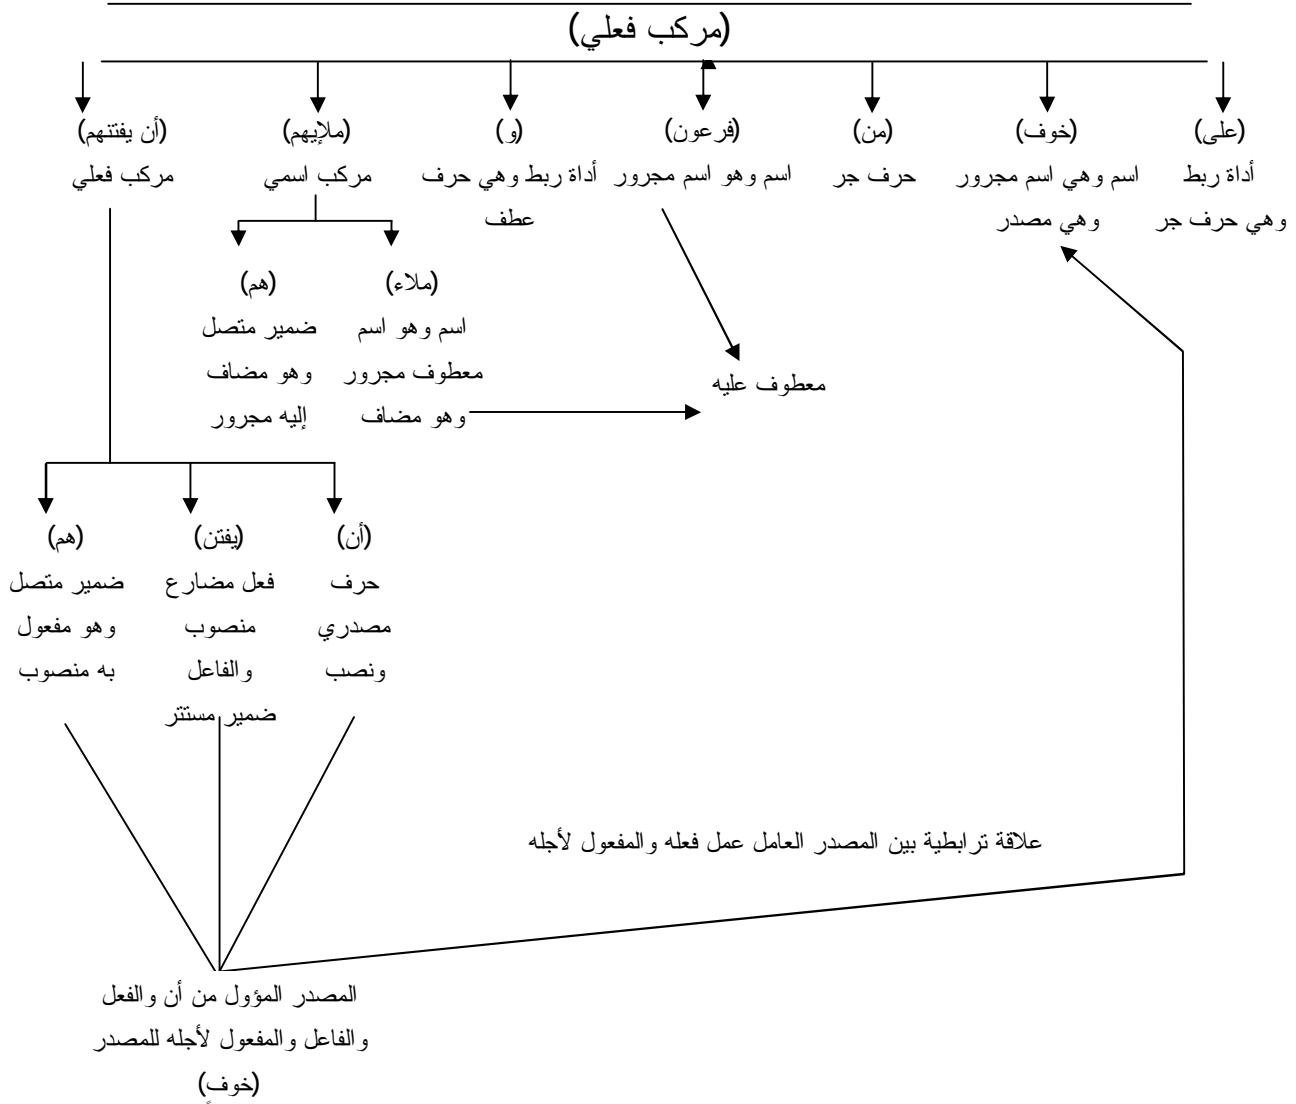 (مركب فعلي)
(على)
أداة ربط
وهي حرف جر
(خوف)
اسم وهي اسم مجرور
وهي مصدر
(من)
حرف جر
(فرعون)
اسم وهو اسم مجرور
(و)
أداة ربط وهي حرف
عطف
(ملإيهم)
مركب اسمي
(أن يفتنهم)
مركب فعلي
(ملاء)
اسم وهو اسم
معطوف مجرور
وهو مضاف
(هم)
ضمير متصل
وهو مضاف
إليه مجرور
معطوف عليه
(أن)
حرف
مصدري
ونصب
(يفتن)
فعل مضارع
منصوب
والفاعل
ضمير مستتر
(هم)
ضمير متصل
وهو مفعول
به منصوب
علاقة ترابطية بين المصدر العامل عمل فعله والمفعول لأجله
المصدر المؤول من أن والفعل
والفاعل والمفعول لأجله للمصدر
(خوف)